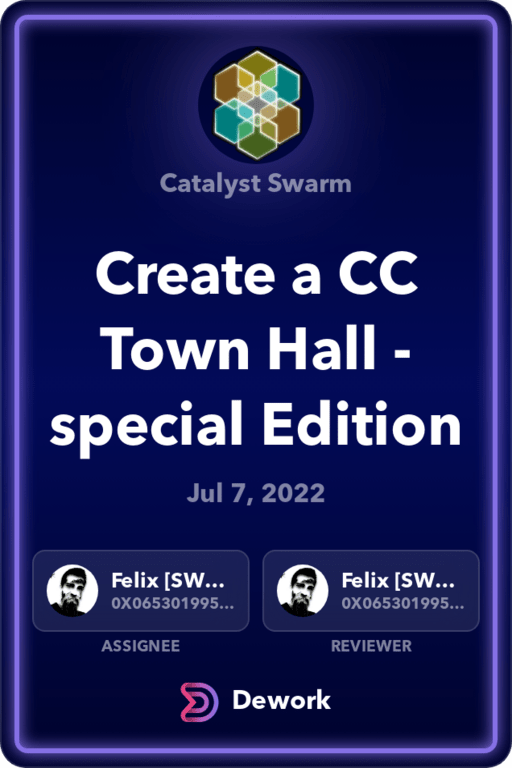 Catalyst Swarm
Create a CC
Town Hall -
special Edition
Jul 7, 2022
Felix [SW...
0X065301995...
ASSIGNEE
Felix [SW...
0X065301995...
REVIEWER
Dework